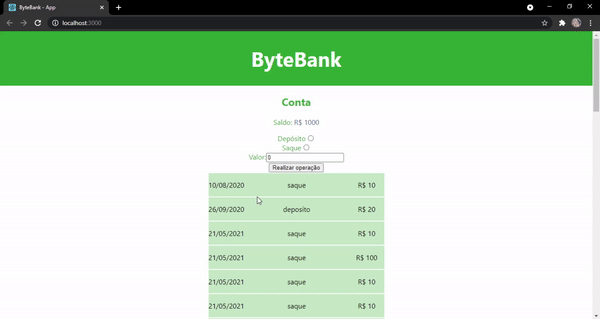 ByteBank - App
localhost:3000
ByteBank
Conta
Saldo: R$ 1000
Depósito
Saque
Valor: 0
Realizar operação
10/08/2020 saque R$ 10
26/09/2020 deposito R$ 20
21/05/2021 saque R$ 10
21/05/2021 saque R$ 100
21/05/2021 saque R$ 10
21/05/2021 saque R$ 10